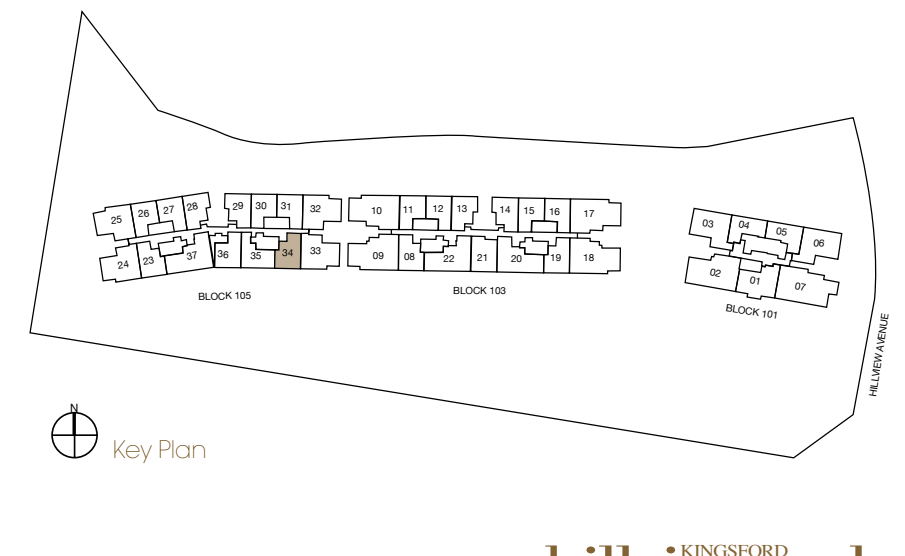 25 26 27 28 29 30 31 32 10 11 12 13 14 15 16 17
24 23 37 36 35 34 33 09 08 22 21 20 19 18
03 04 05 06
02 01 07
BLOCK 105
BLOCK 103
BLOCK 101
HILLVIEW AVENUE
N
Key Plan
KINGSFORD